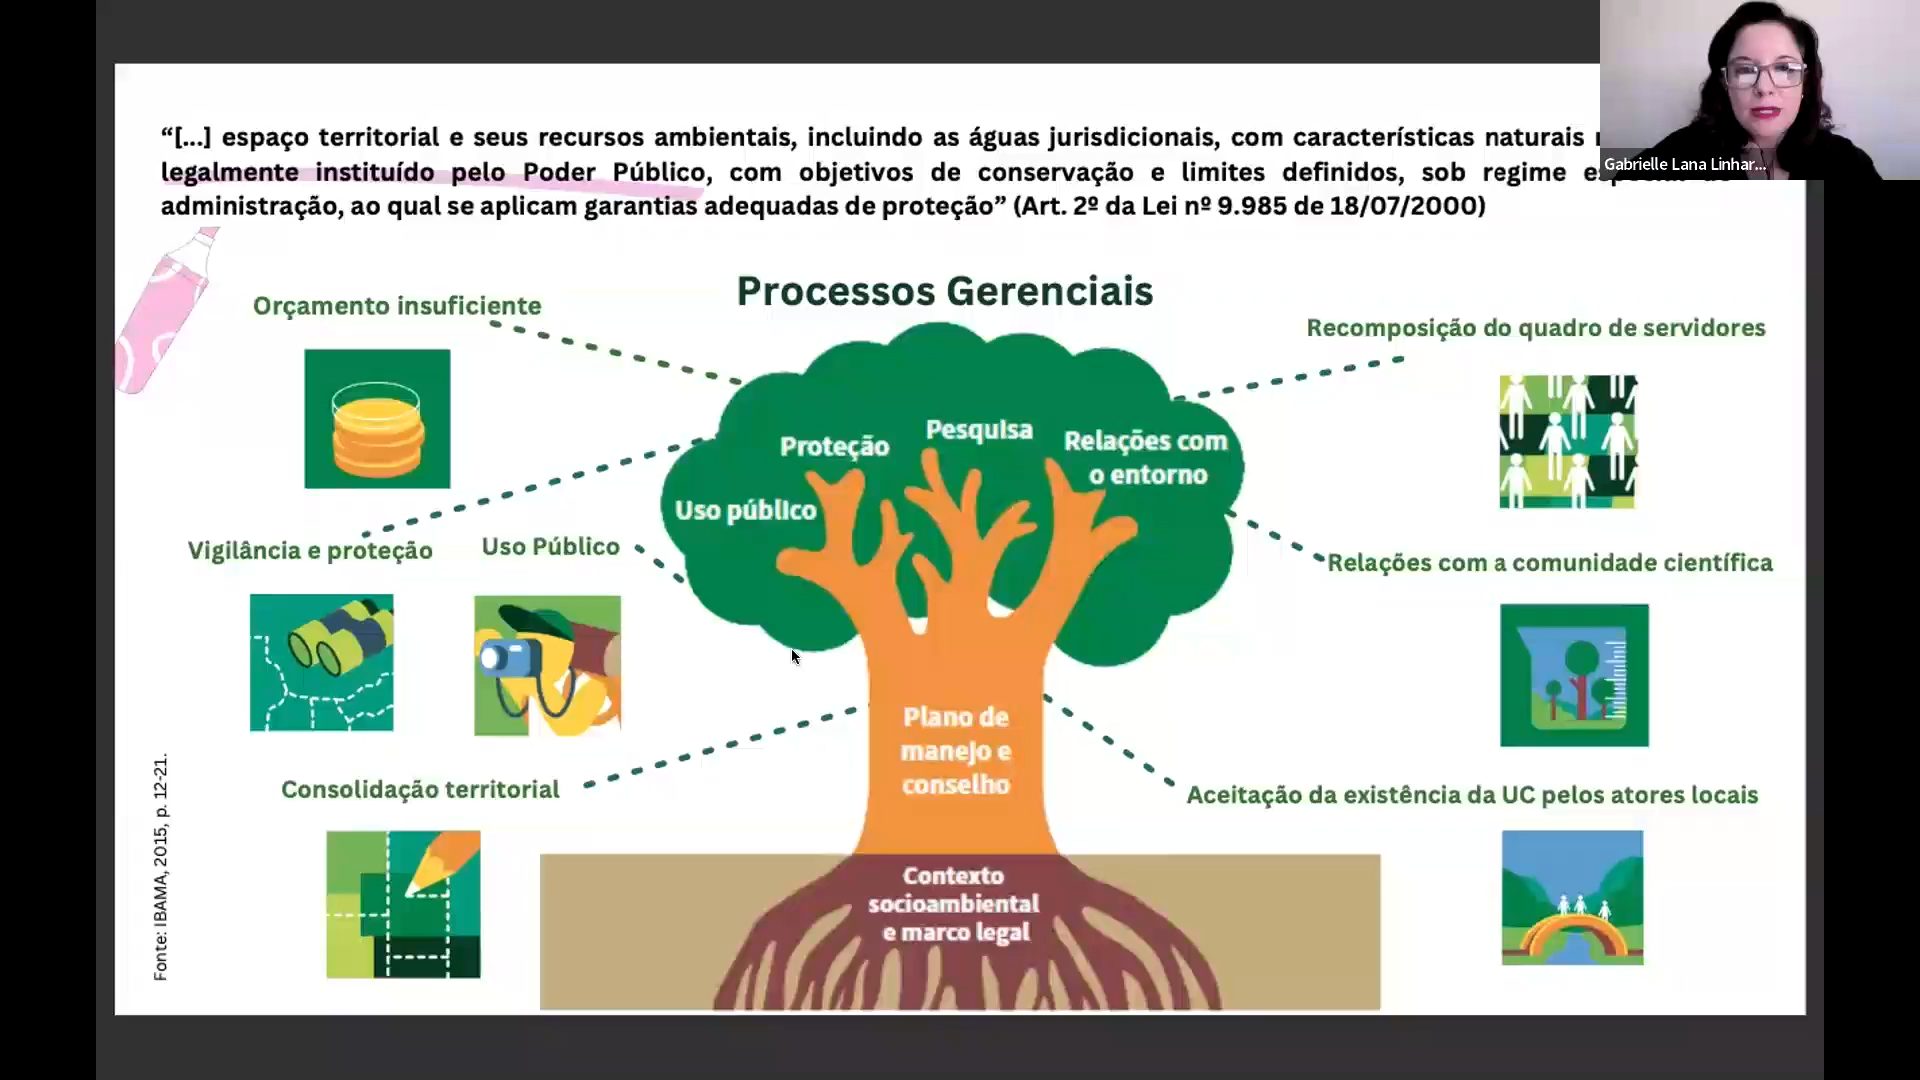 “[...] espaço territorial e seus recursos ambientais, incluindo as águas jurisdicionais, com características naturais
legalmente instituído pelo Poder Público, com objetivos de conservação e limites definidos, sob regime
administração, ao qual se aplicam garantias adequadas de proteção” (Art. 2º da Lei nº 9.985 de 18/07/2000)
Gabrielle Lana Linhar...
Processos Gerenciais
Orçamento insuficiente
Recomposição do quadro de servidores
Proteção
Pesquisa
Relações com
o entorno
Uso público
Vigilância e proteção
Uso Público
Relações com a comunidade científica
Plano de
manejo e
conselho
Consolidação territorial
Aceitação da existência da UC pelos atores locais
Contexto
socioambiental
e marco legal
Fonte: IBAMA, 2015, p. 12-21.